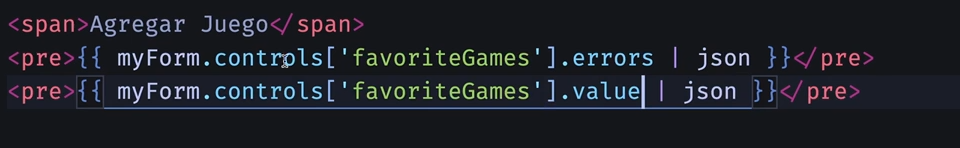 <span>Agregar Juego</span>
<pre>{{ myForm.controls['favoriteGames'].errors | json }}</pre>
<pre>{{ myForm.controls['favoriteGames'].value | json }}</pre>